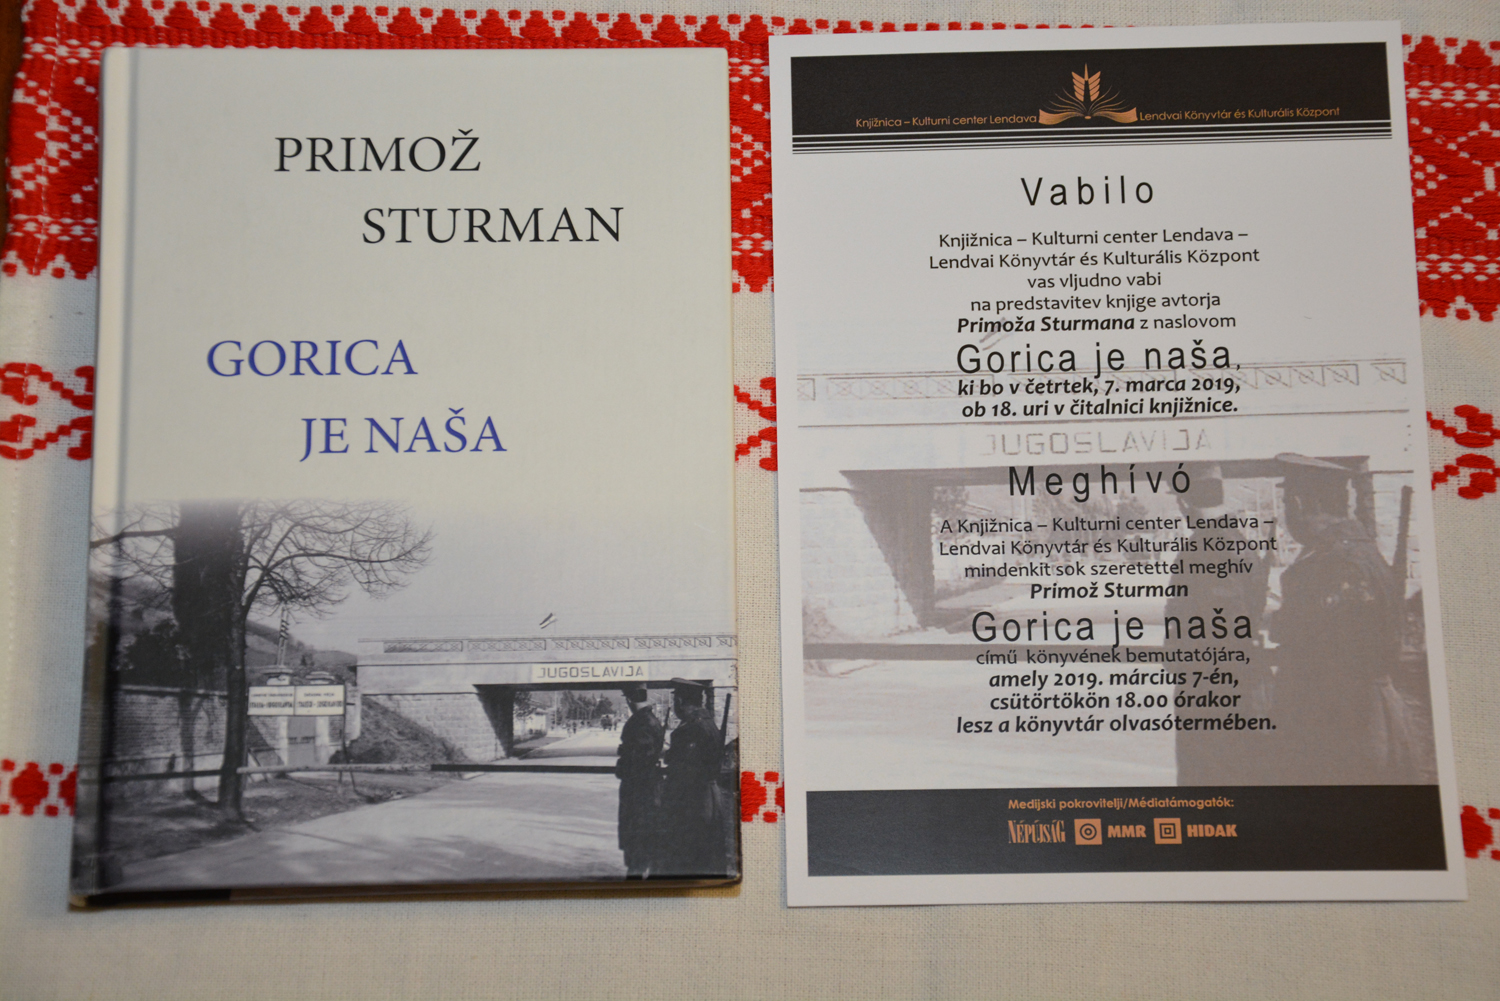 PRIMOŽ
STURMAN
GORICA
JE NAŠA
JUGOSLAVIJA
Knjižnica – Kulturni center Lendava Lendvai Könyvtár és Kulturális Központ
Vabilo
Knjižnica – Kulturni center Lendava –
Lendvai Könyvtár és Kulturális Központ
vas vljudno vabi
na predstavitev knjige avtorja
Primoža Sturmana z naslovom
Gorica je naša,
ki bo v četrtek, 7. marca 2019,
ob 18. uri v čitalnici knjižnice.
JUGOSLAVIJA
Meghívó
A Knjižnica – Kulturni center Lendava –
Lendvai Könyvtár és Kulturális Központ
mindenkit sok szeretettel meghív
Primož Sturman
Gorica je naša
című könyvének bemutatójára,
amely 2019. március 7-én,
csütörtökön 18.00 órakor
lesz a könyvtár olvasótermében.
Medijski pokrovitelji/Médiatámogatók:
NÉPÚJSÁG MMR HIDAK